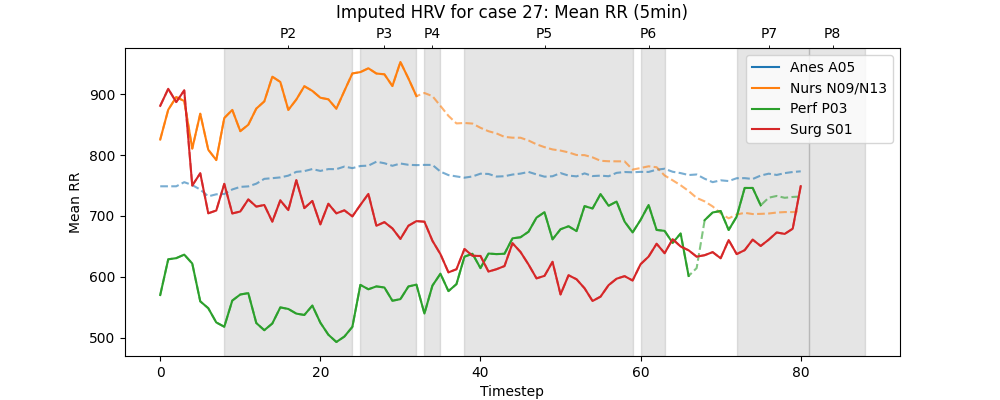 Imputed HRV for case 27: Mean RR (5min)
P2 P3 P4 P5 P6 P7 P8
Anes A05
Nurs N09/N13
Perf P03
Surg S01
900
800
700
600
500
Mean RR
0 20 40 60 80
Timestep